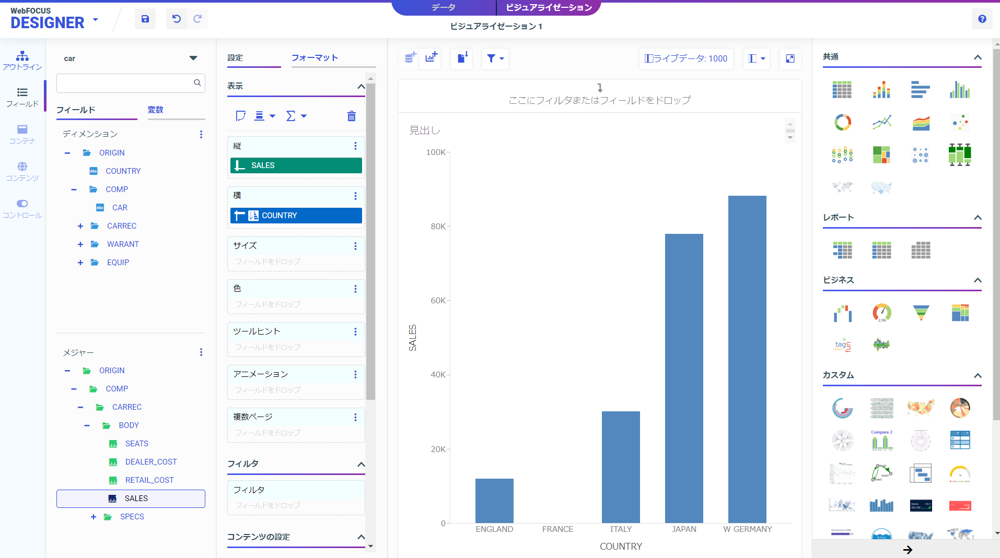 WebFOCUS
DESIGNER
データ
ビジュアライゼーション
ビジュアライゼーション 1
アウトライン
フィールド
コンテナ
コンテンツ
コントロール
car
フィールド
変数
ディメンション
ORIGIN
Abc COUNTRY
COMP
Abc CAR
CARREC
WARANT
EQUIP
メジャー
ORIGIN
COMP
CARREC
BODY
SEATS
DEALER_COST
RETAIL_COST
SALES
SPECS
設定
フォーマット
表示
縦
SALES
横
COUNTRY
サイズ
フィールドをドロップ
色
フィールドをドロップ
ツールヒント
フィールドをドロップ
アニメーション
フィールドをドロップ
複数ページ
フィールドをドロップ
フィルタ
フィルタ
フィールドをドロップ
コンテンツの設定
ライブデータ: 1000
ここにフィルタまたはフィールドをドロップ
見出し
100K
80K
60K
40K
20K
0
SALES
ENGLAND
FRANCE
ITALY
JAPAN
W GERMANY
COUNTRY
共通
レポート
ビジネス
2.98
BI
tag
cloud
fun
カスタム
Compare 2
70%